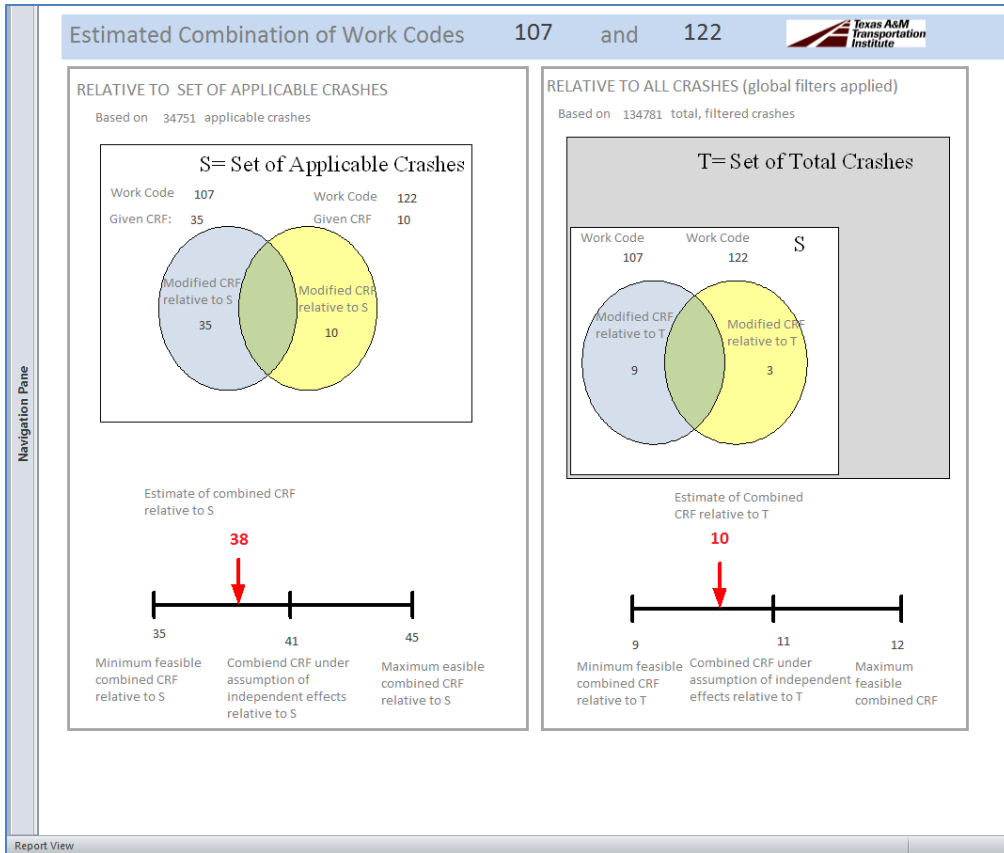 Estimated Combination of Work Codes 107 and 122
Texas A&M
Transportation
Institute
Navigation Pane
RELATIVE TO SET OF APPLICABLE CRASHES
Based on 34751 applicable crashes
S= Set of Applicable Crashes
Work Code 107
Work Code 122
Given CRF: 35
Given CRF 10
Modified CRF
relative to S
35
Modified CRF
relative to S
10
Estimate of combined CRF
relative to S
38
35
41
45
Minimum feasible
combined CRF
relative to S
Combiend CRF under
assumption of
independent effects
relative to S
Maximum easible
combined CRF
relative to S
RELATIVE TO ALL CRASHES (global filters applied)
Based on 134781 total, filtered crashes
T= Set of Total Crashes
Work Code
107
Work Code
122
S
Modified CRF
relative to T
9
Modified CRF
relative to T
3
Estimate of Combined
CRF relative to T
10
9
11
12
Minimum feasible
combined CRF
relative to T
Combined CRF under
assumption of independent
effects relative to T
Maximum
feasible
combined CRF
Report View